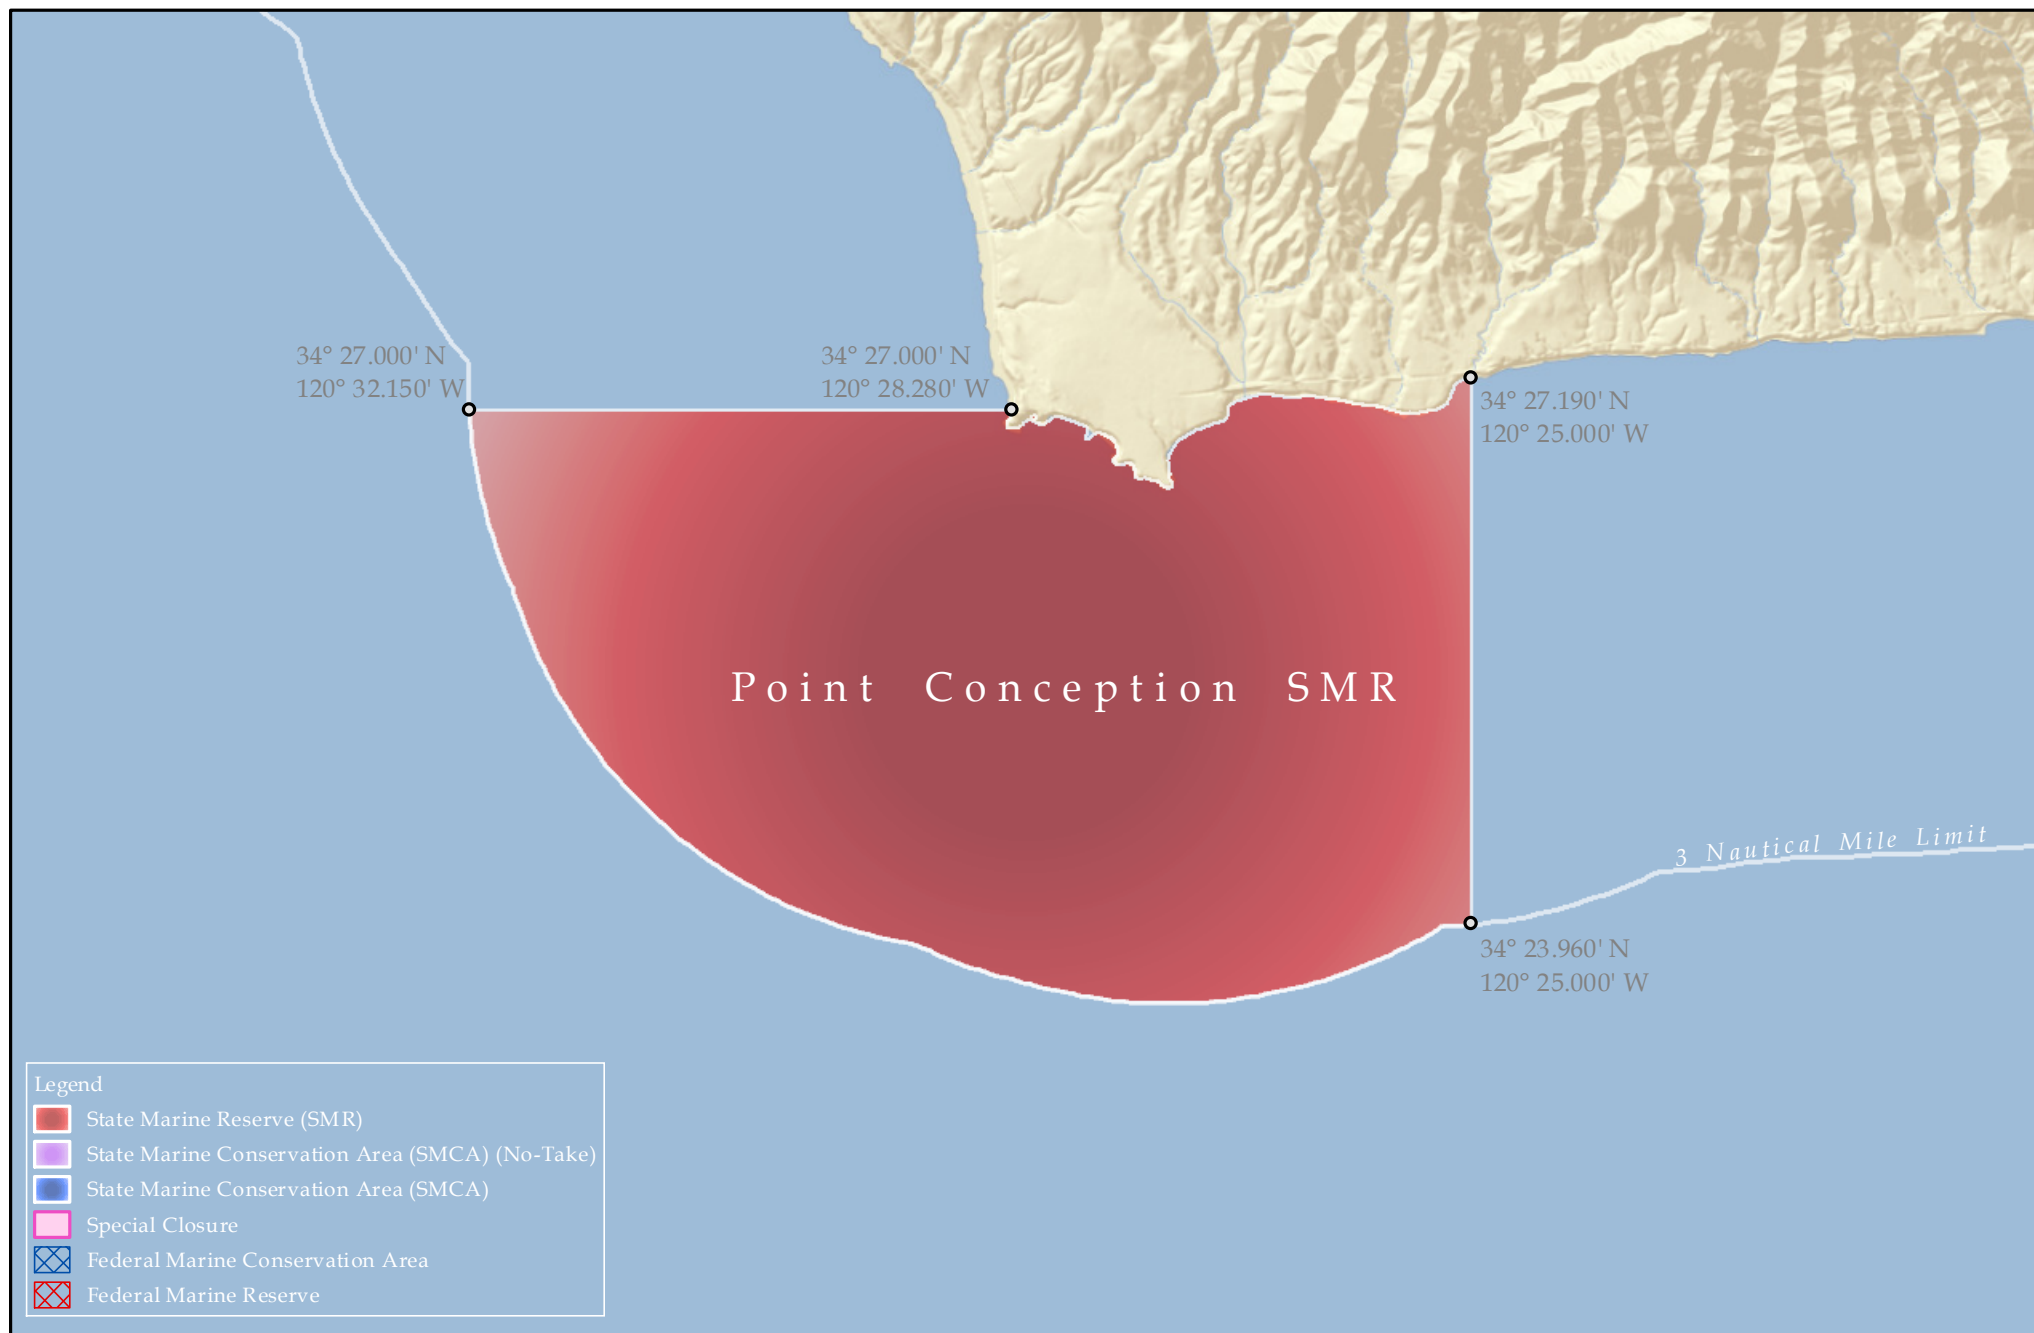 34° 27.000' N
120° 32.150' W
34° 27.000' N
120° 28.280' W
34° 27.190' N
120° 25.000' W
Point Conception SMR
3 Nautical Mile Limit
34° 23.960' N
120° 25.000' W
Legend
State Marine Reserve (SMR)
State Marine Conservation Area (SMCA) (No-Take)
State Marine Conservation Area (SMCA)
Special Closure
Federal Marine Conservation Area
Federal Marine Reserve